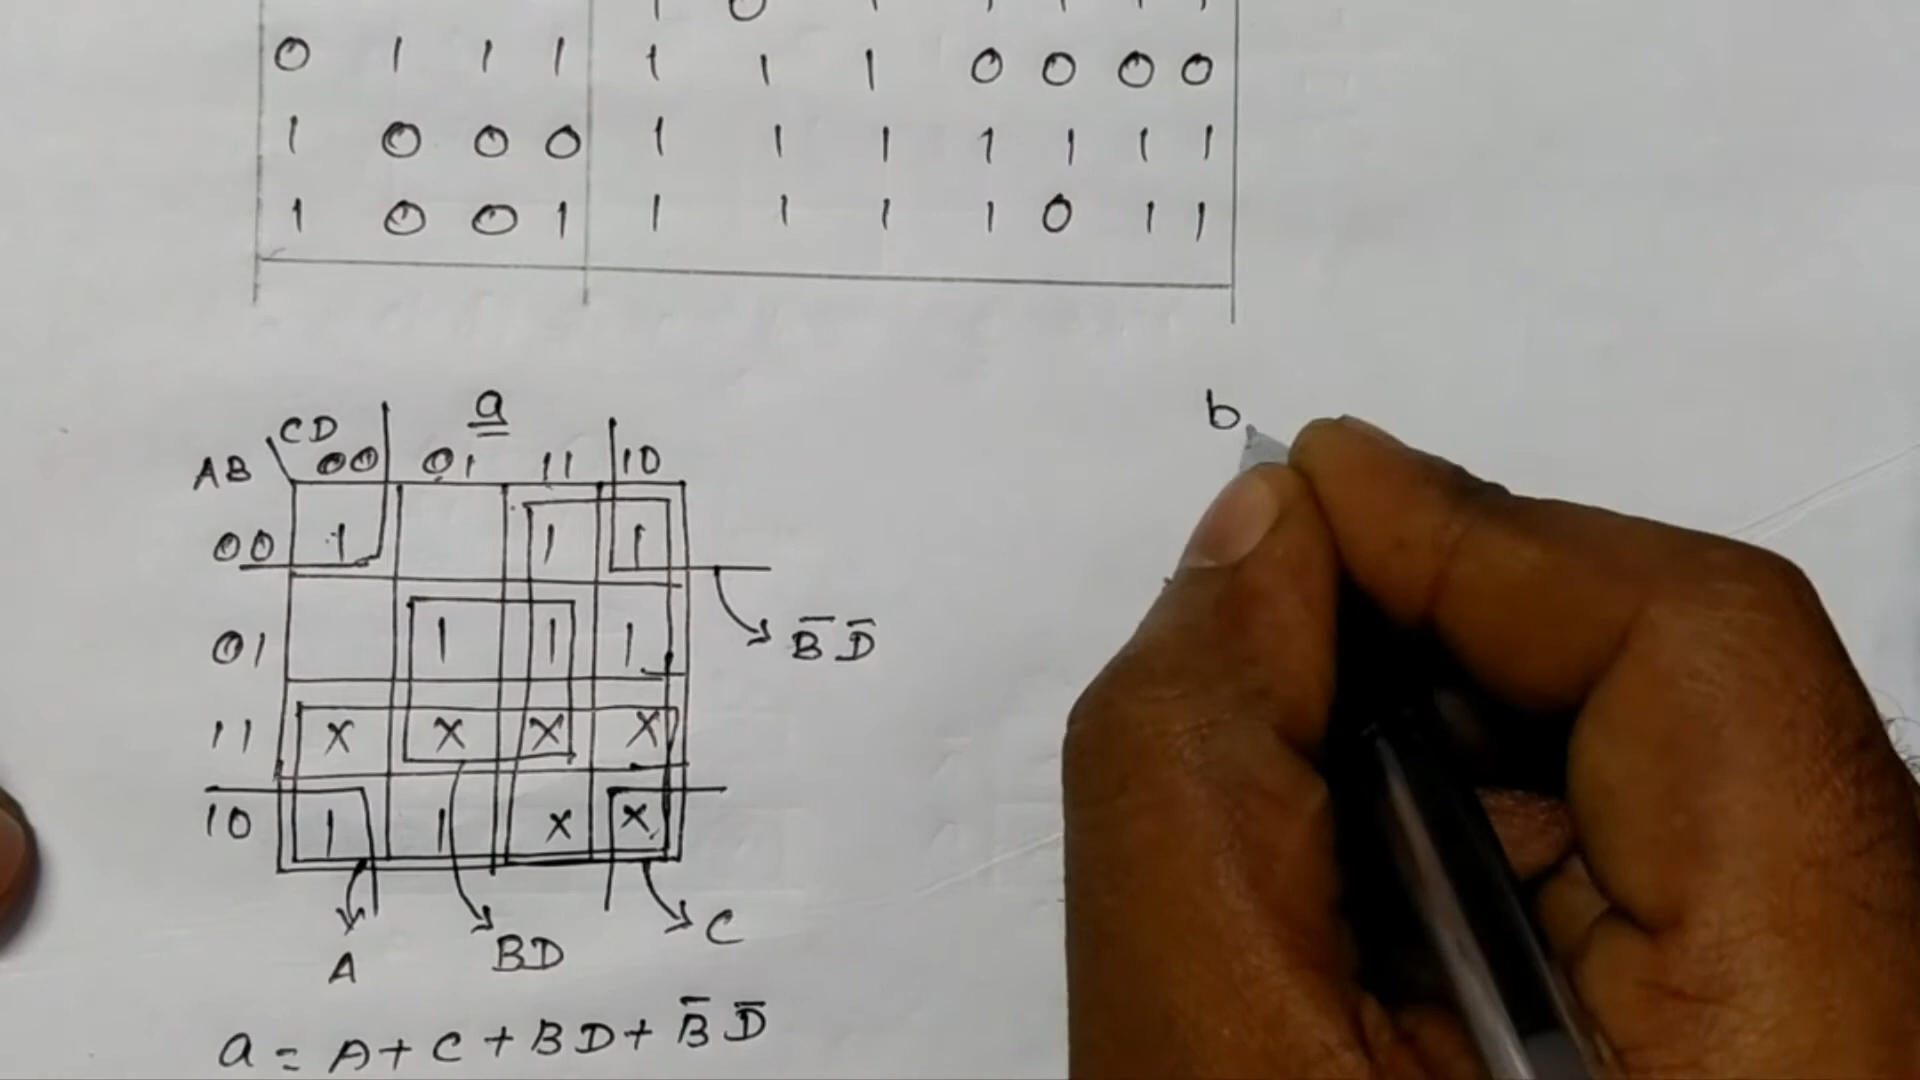 0 1 1 1 1 1 1 0 0 0 0
1 0 0 0 1 1 1 1 1 1 1
1 0 0 1 1 1 1 1 0 1 1
a
CD
AB 00 01 11 10
00 1 1 1
01 1 1 1
11 X X X X
10 1 1 X X
B̅ D̅
A BD C
a = A + C + BD + B̅ D̅
b